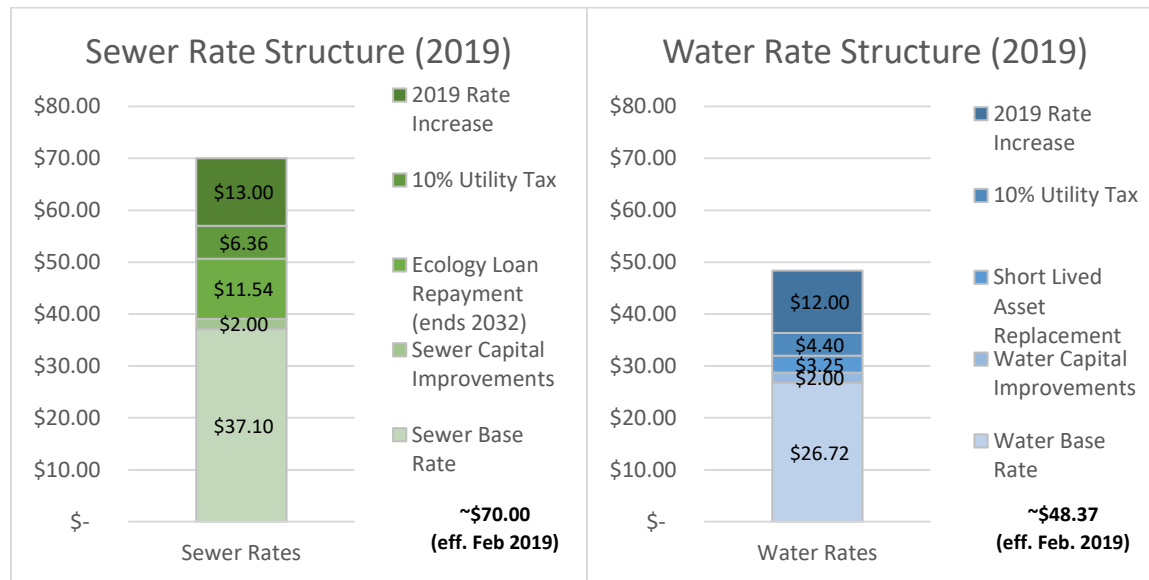 Sewer Rate Structure (2019)
$80.00
$70.00
$60.00
$50.00
$40.00
$30.00
$20.00
$10.00
$-
$13.00
$6.36
$11.54
$2.00
$37.10
Sewer Rates
2019 Rate
Increase
10% Utility Tax
Ecology Loan
Repayment
(ends 2032)
Sewer Capital
Improvements
Sewer Base
Rate
~$70.00
(eff. Feb 2019)
Water Rate Structure (2019)
$80.00
$70.00
$60.00
$50.00
$40.00
$30.00
$20.00
$10.00
$-
$12.00
$4.40
$3.25
$2.00
$26.72
Water Rates
2019 Rate
Increase
10% Utility Tax
Short Lived
Asset
Replacement
Water Capital
Improvements
Water Base
Rate
~$48.37
(eff. Feb. 2019)